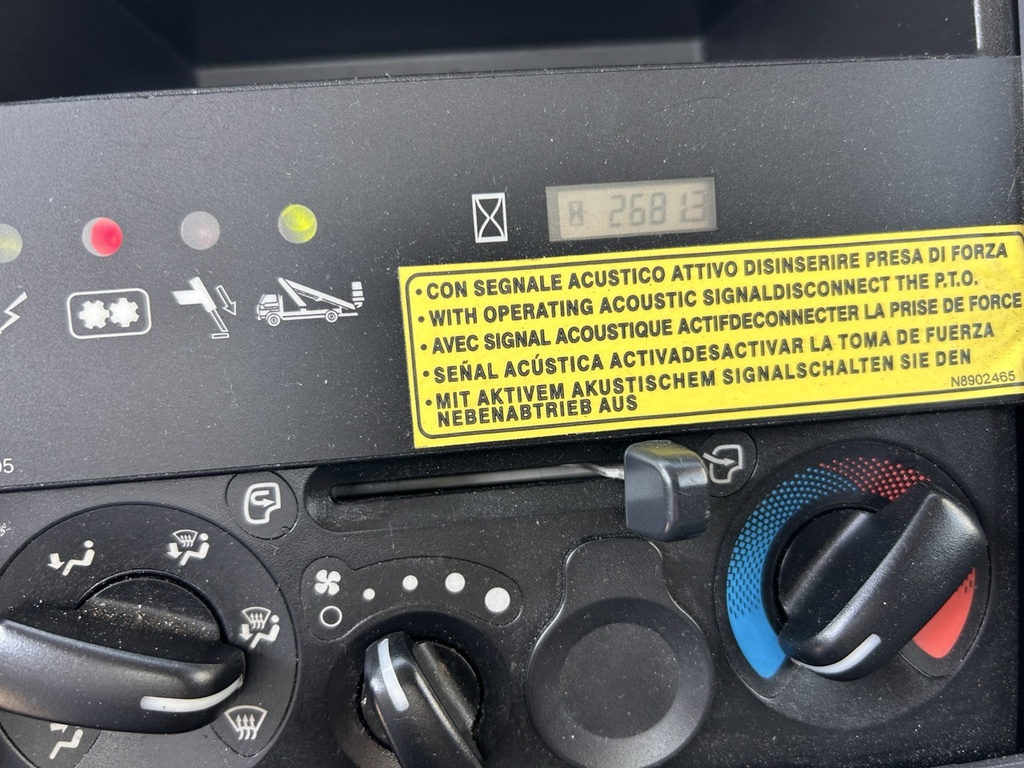 26813
• CON SEGNALE ACUSTICO ATTIVO DISINSERIRE PRESA DI FORZA
• WITH OPERATING ACOUSTIC SIGNALDISCONNECT THE P.T.O.
• AVEC SIGNAL ACOUSTIQUE ACTIFDECONNECTER LA PRISE DE FORCE
• SEÑAL ACÚSTICA ACTIVADESACTIVAR LA TOMA DE FUERZA
• MIT AKTIVEM AKUSTISCHEM SIGNALSCHALTEN SIE DEN
NEBENABTRIEB AUS
N8902465